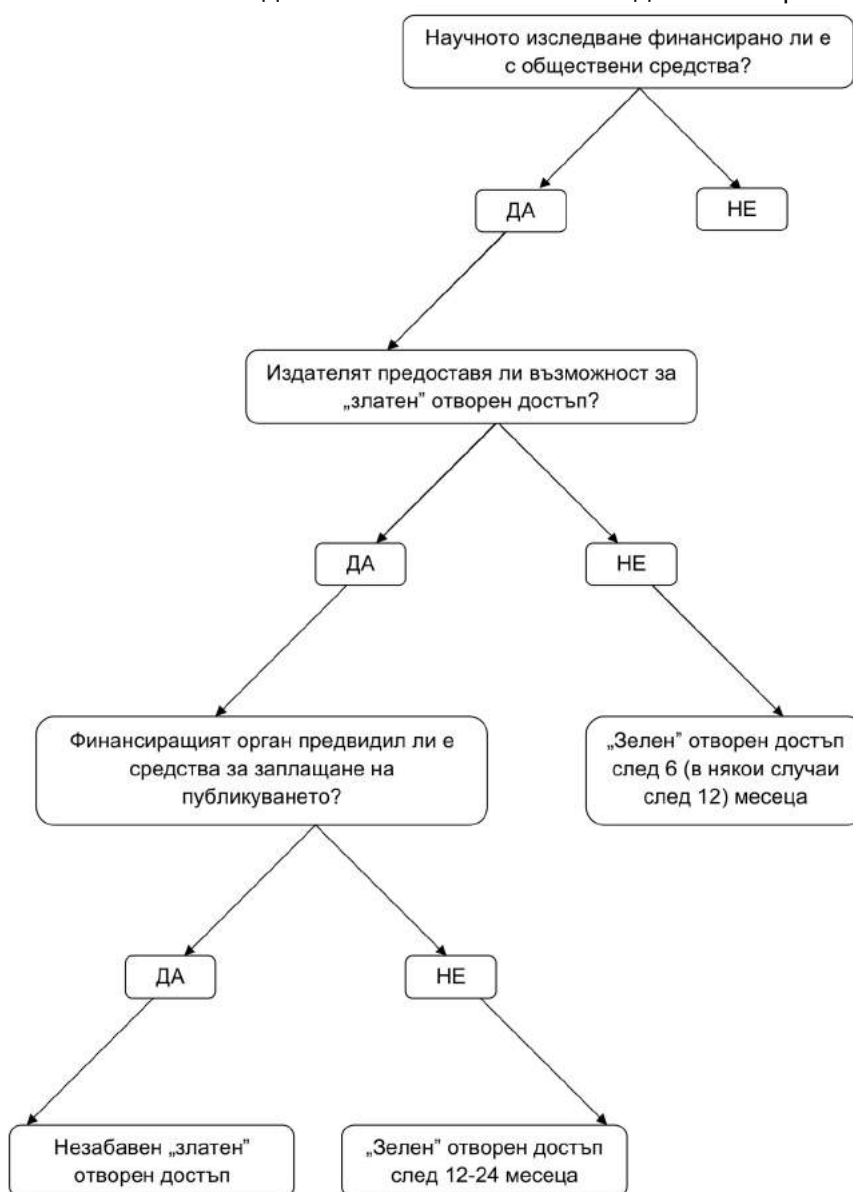 Научното изследване финансирано ли е
с обществени средства?
ДА
НЕ
Издателят предоставя ли възможност за
„златен” отворен достъп?
ДА
НЕ
Финансиращият орган предвидил ли е
средства за заплащане на
публикуването?
„Зелен” отворен достъп
след 6 (в някои случаи
след 12) месеца
ДА
НЕ
Незабавен „златен”
отворен достъп
„Зелен” отворен достъп
след 12-24 месеца